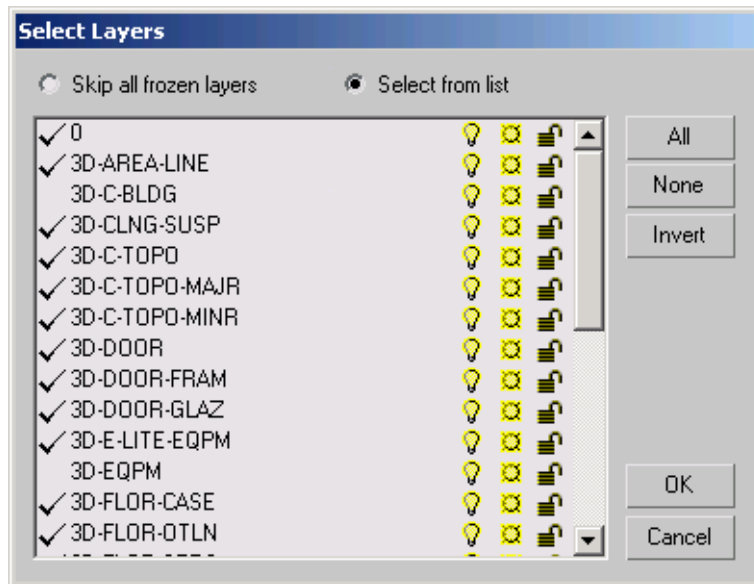 Select Layers
Skip all frozen layers Select from list
0
3D-AREA-LINE
3D-C-BLDG
3D-CLNG-SUSP
3D-C-TOPO
3D-C-TOPO-MAJR
3D-C-TOPO-MINR
3D-DOOR
3D-DOOR-FRAM
3D-DOOR-GLAZ
3D-E-LITE-EQPM
3D-EQPM
3D-FLOR-CASE
3D-FLOR-OTLN
All
None
Invert
OK
Cancel